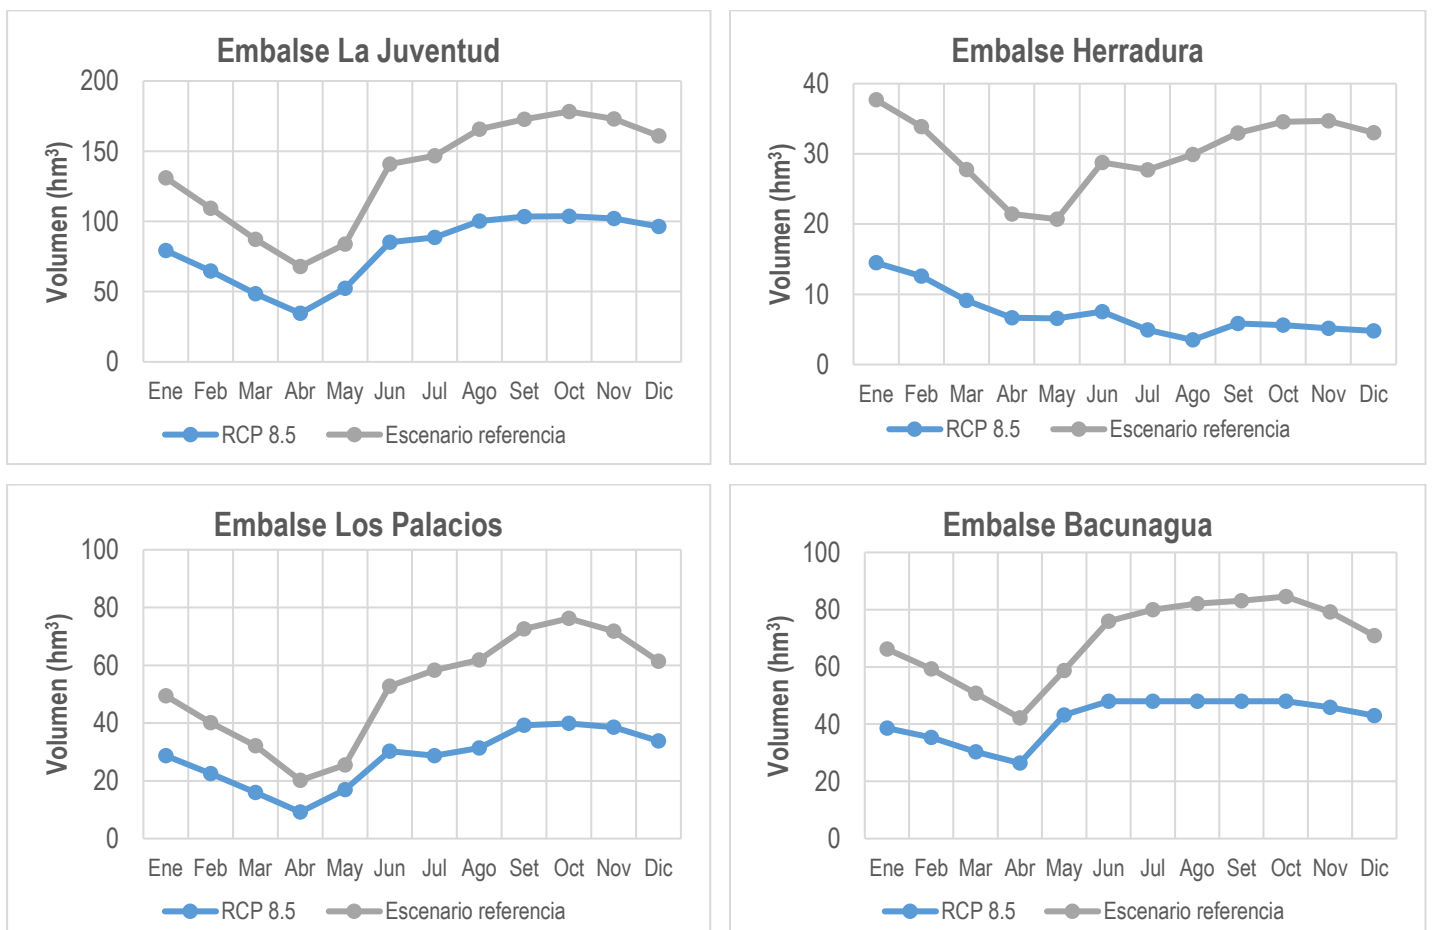 Embalse La Juventud
Volumen (hm³)
200
150
100
50
0
Ene Feb Mar Abr May Jun Jul Ago Set Oct Nov Dic
RCP 8.5 Escenario referencia
Embalse Herradura
Volumen (hm³)
40
30
20
10
0
Ene Feb Mar Abr May Jun Jul Ago Set Oct Nov Dic
RCP 8.5 Escenario referencia
Embalse Los Palacios
Volumen (hm³)
100
80
60
40
20
0
Ene Feb Mar Abr May Jun Jul Ago Set Oct Nov Dic
RCP 8.5 Escenario referencia
Embalse Bacunagua
Volumen (hm³)
100
80
60
40
20
0
Ene Feb Mar Abr May Jun Jul Ago Set Oct Nov Dic
RCP 8.5 Escenario referencia